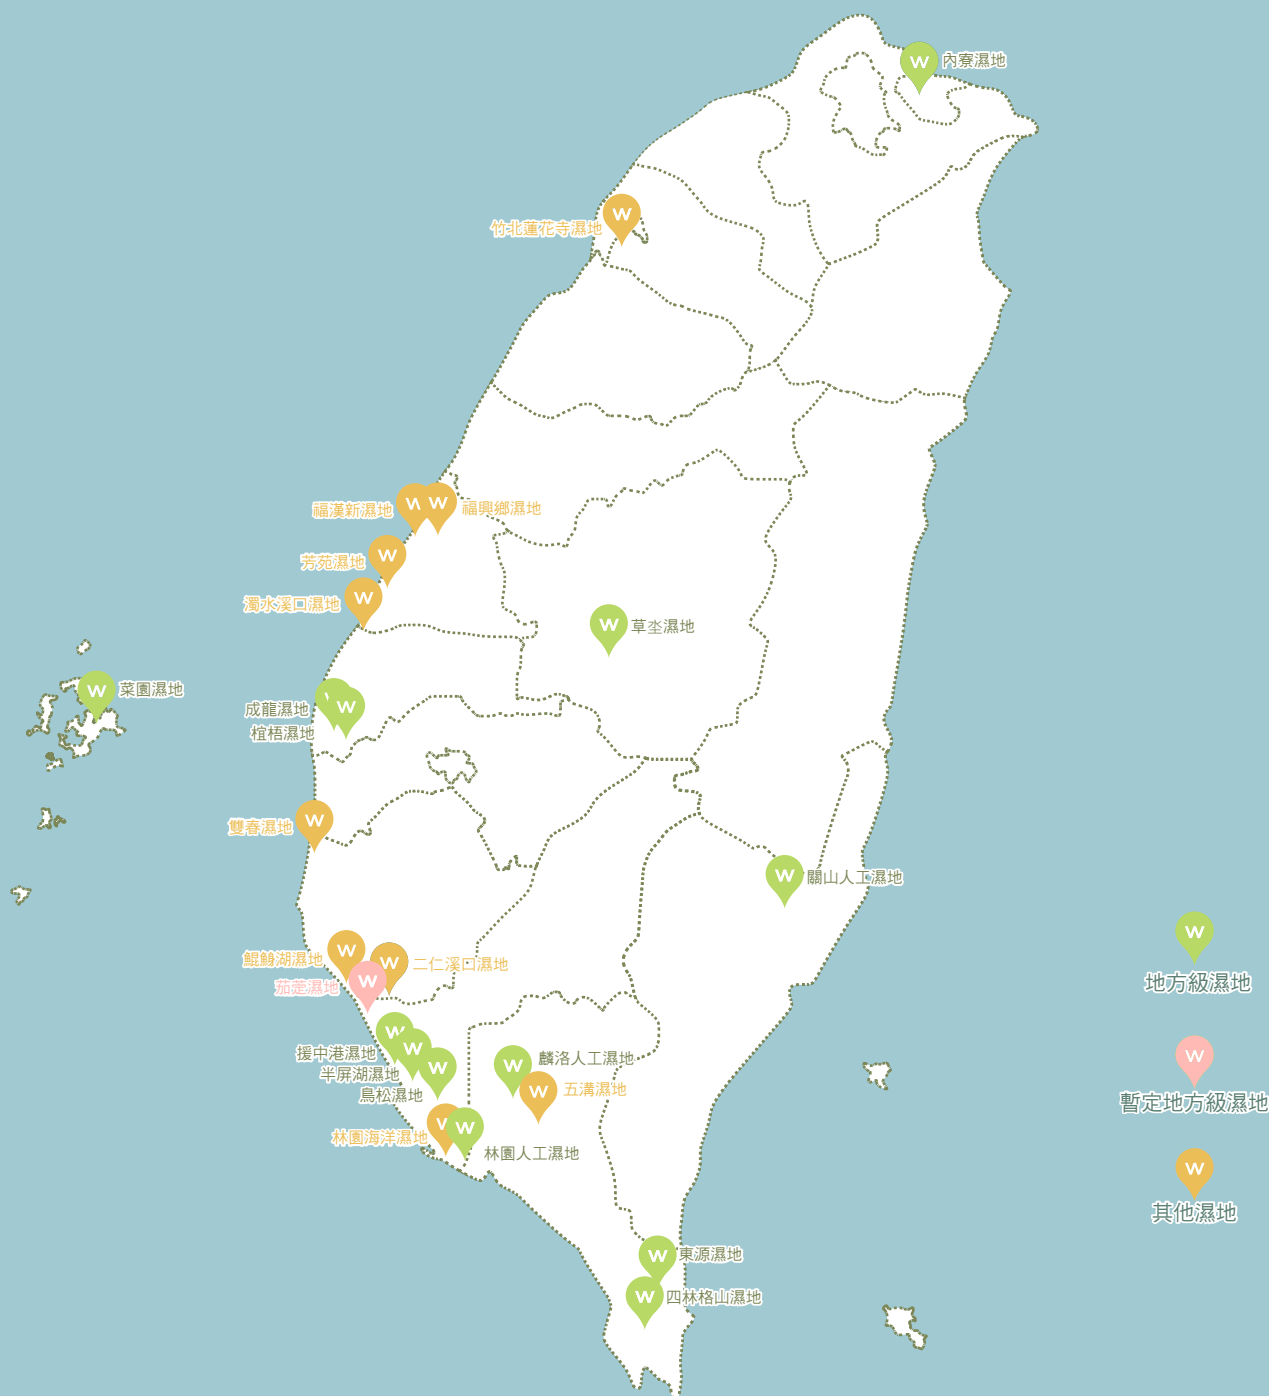 內寮濕地
竹北蓮花寺濕地
福漢新濕地
福興鄉濕地
芳苑濕地
濁水溪口濕地
草坔濕地
菜園濕地
成龍濕地
椬梧濕地
雙春濕地
關山人工濕地
鯤鯓湖濕地
二仁溪口濕地
茄萣濕地
援中港濕地
半屏湖濕地
鳥松濕地
麟洛人工濕地
五溝濕地
林園海洋濕地
林園人工濕地
東源濕地
四林格山濕地
地方級濕地
暫定地方級濕地
其他濕地